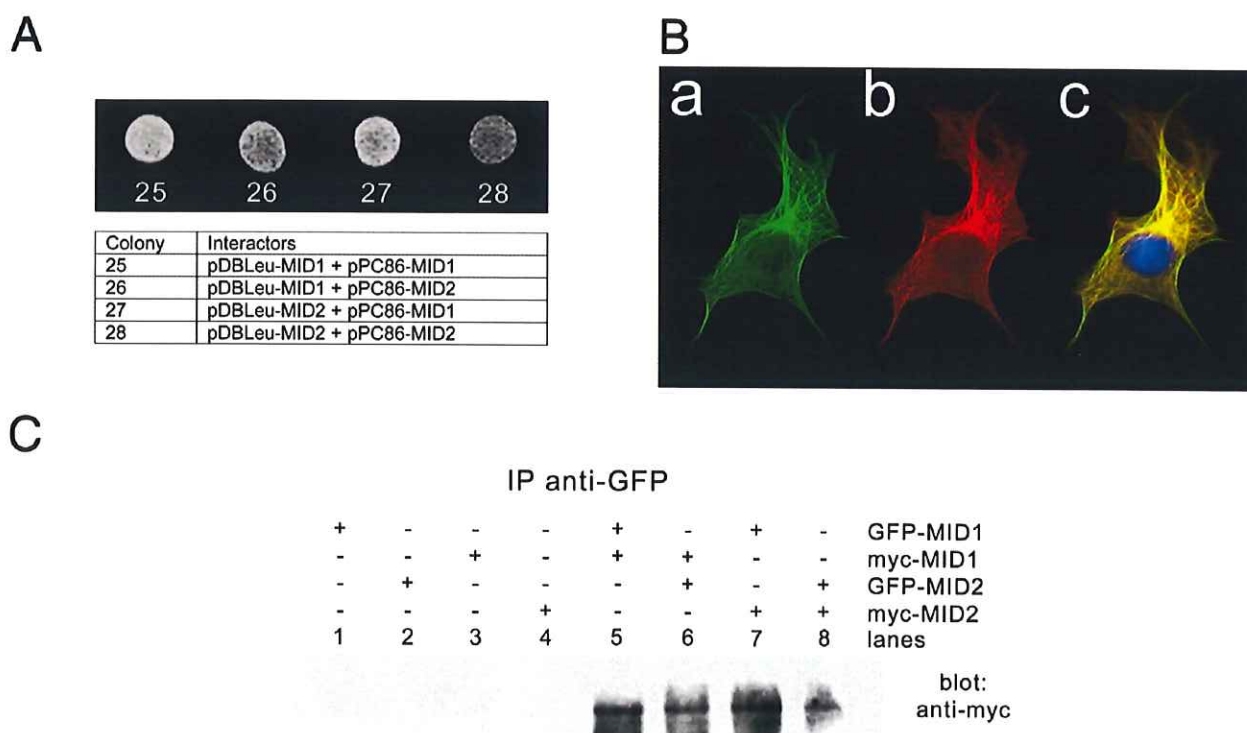 A
25 26 27 28
Colony Interactors
25 pDBLeu-MID1 + pPC86-MID1
26 pDBLeu-MID1 + pPC86-MID2
27 pDBLeu-MID2 + pPC86-MID1
28 pDBLeu-MID2 + pPC86-MID2
B
a b c
C
IP anti-GFP
+ - - - + - + - GFP-MID1
- - + - + + - - myc-MID1
- + - - - + - + GFP-MID2
- - - + - - + + myc-MID2
1 2 3 4 5 6 7 8 lanes
blot:
anti-myc